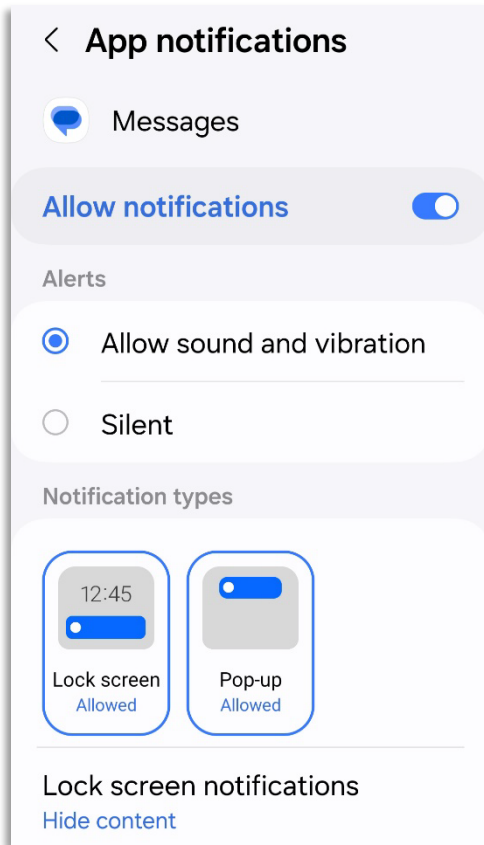 App notifications
Messages
Allow notifications
Alerts
Allow sound and vibration
Silent
Notification types
12:45
Lock screen
Allowed
Pop-up
Allowed
Lock screen notifications
Hide content